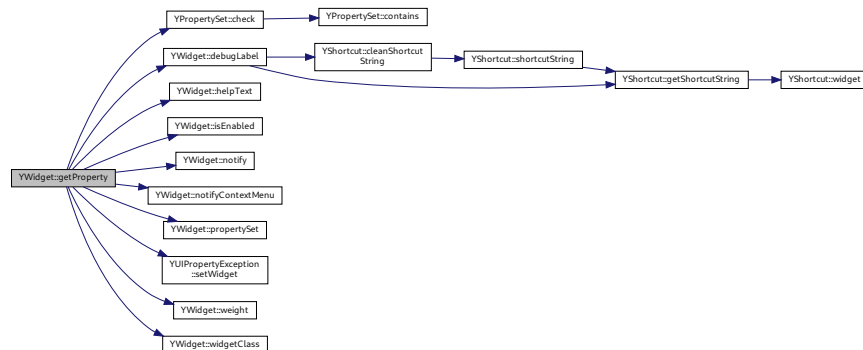 YPropertySet::check
YPropertySet::contains
YWidget::debugLabel
YShortcut::cleanShortcut
String
YShortcut::shortcutString
YShortcut::getShortcutString
YShortcut::widget
YWidget::helpText
YWidget::isEnabled
YWidget::notify
YWidget::getProperty
YWidget::notifyContextMenu
YWidget::propertySet
YUIPropertyException
::setWidget
YWidget::weight
YWidget::widgetClass